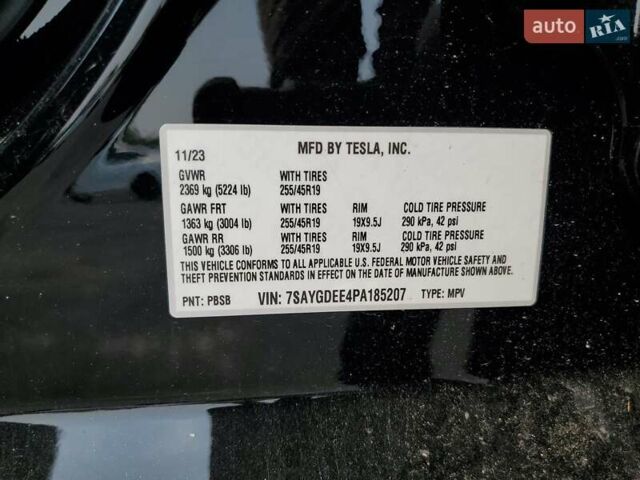 auto RIA.com
MFD BY TESLA, INC.
11/23
GVWR WITH TIRES
2369 kg (5224 lb) 255/45R19
GAWR FRT WITH TIRES RIM COLD TIRE PRESSURE
1363 kg (3004 lb) 255/45R19 19X9.5J 290 kPa, 42 psi
GAWR RR WITH TIRES RIM COLD TIRE PRESSURE
1500 kg (3306 lb) 255/45R19 19X9.5J 290 kPa, 42 psi
THIS VEHICLE CONFORMS TO ALL APPLICABLE U.S. FEDERAL MOTOR VEHICLE SAFETY AND
THEFT PREVENTION STANDARDS IN EFFECT ON THE DATE OF MANUFACTURE SHOWN ABOVE.
PNT: PBSB VIN: 7SAYGDEE4PA185207 TYPE: MPV